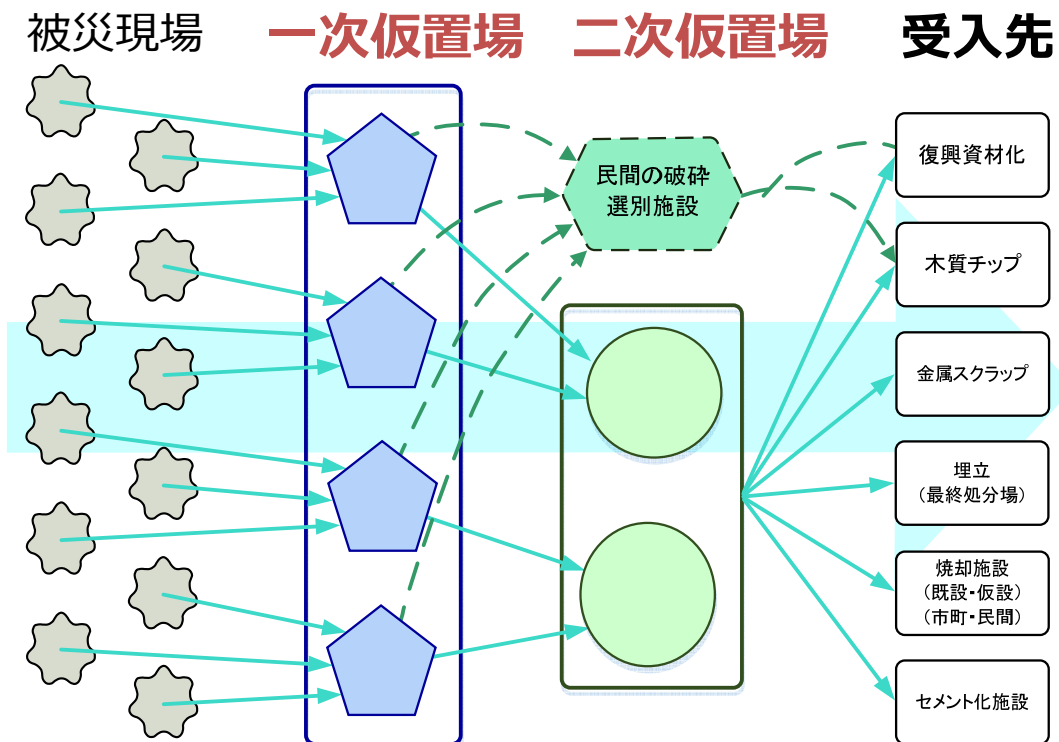 被災現場
一次仮置場
二次仮置場
受入先
民間の破砕
選別施設
復興資材化
木質チップ
金属スクラップ
埋立
（最終処分場）
焼却施設
（既設・仮設）
（市町・民間）
セメント化施設